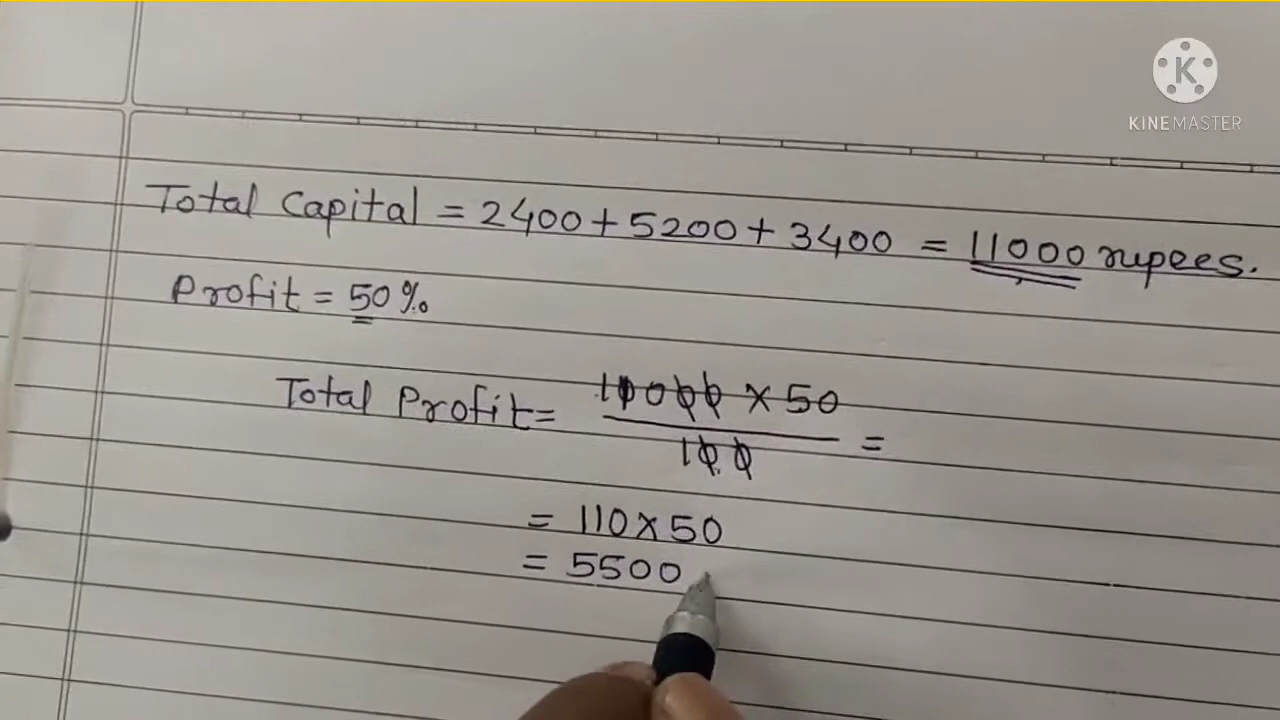 KINEMASTER
Total Capital = 2400 + 5200 + 3400 = 11000 rupees.
Profit = 50%
Total Profit = 11000 × 50 / 100 =
= 110 × 50
= 5500